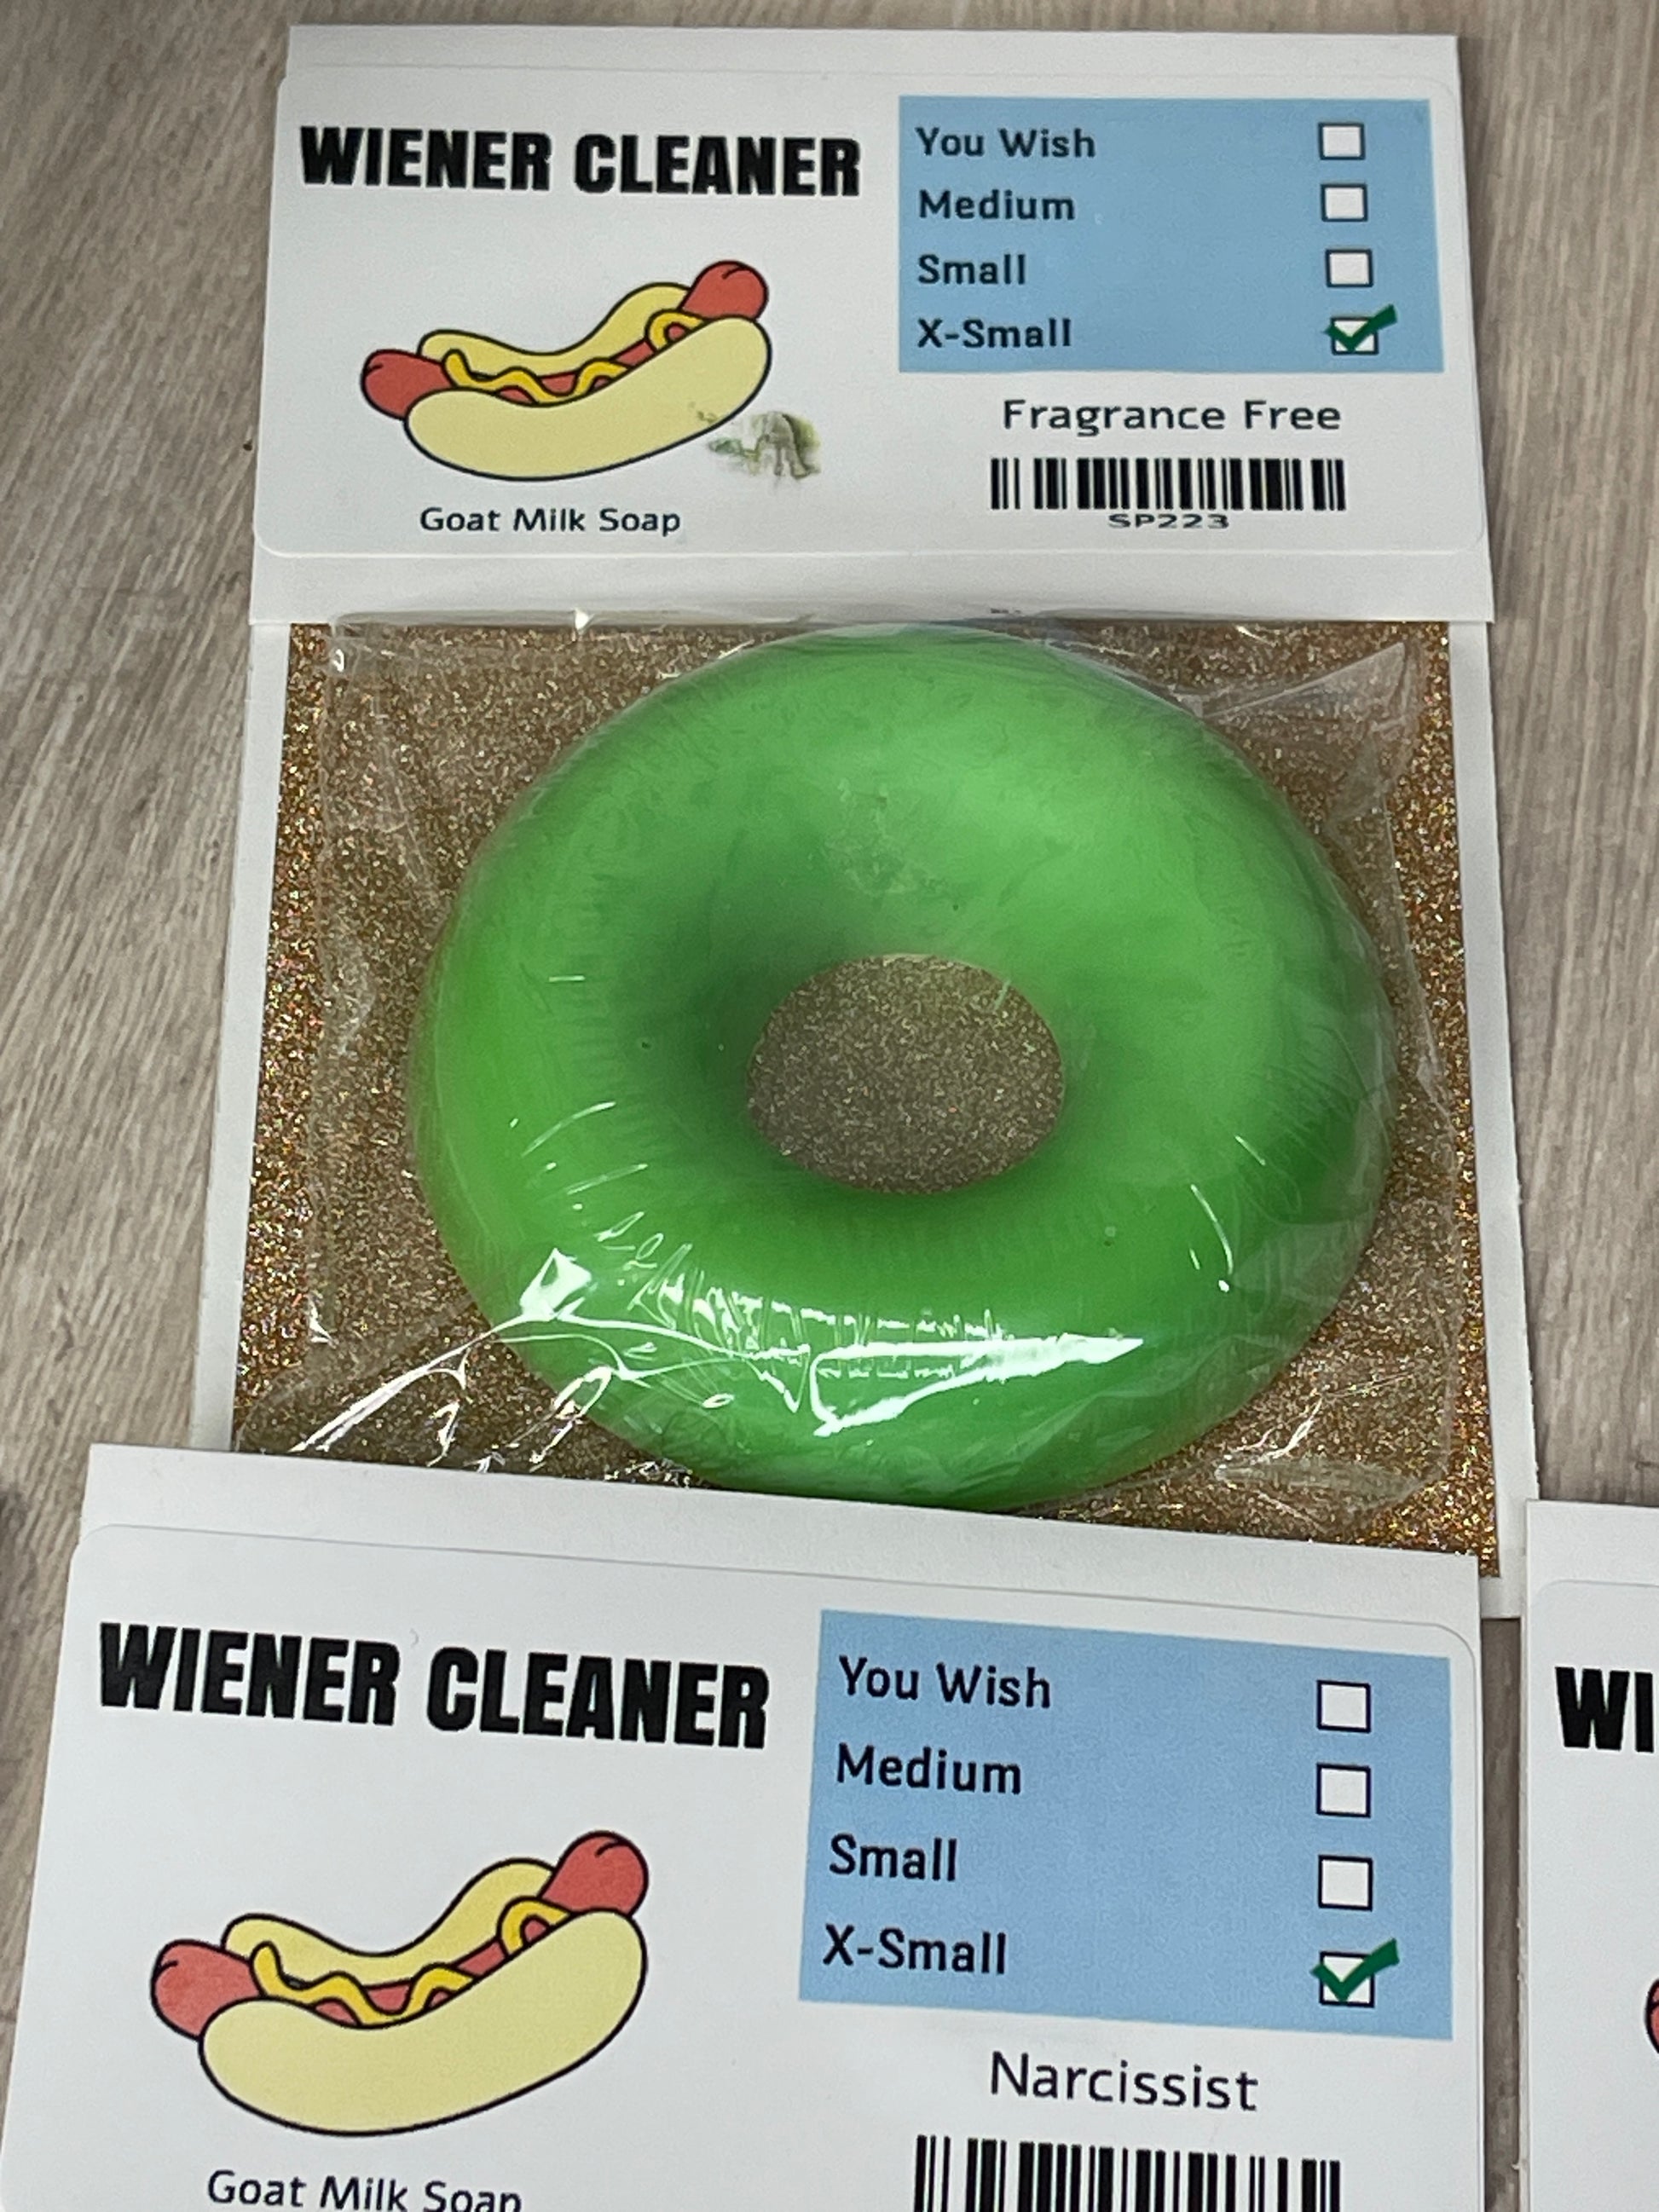 WIENER CLEANER
You Wish
Medium
Small
X-Small
Fragrance Free
SP223
Goat Milk Soap
WIENER CLEANER
You Wish
Medium
Small
X-Small
Narcissist
Goat Milk Soap
WI